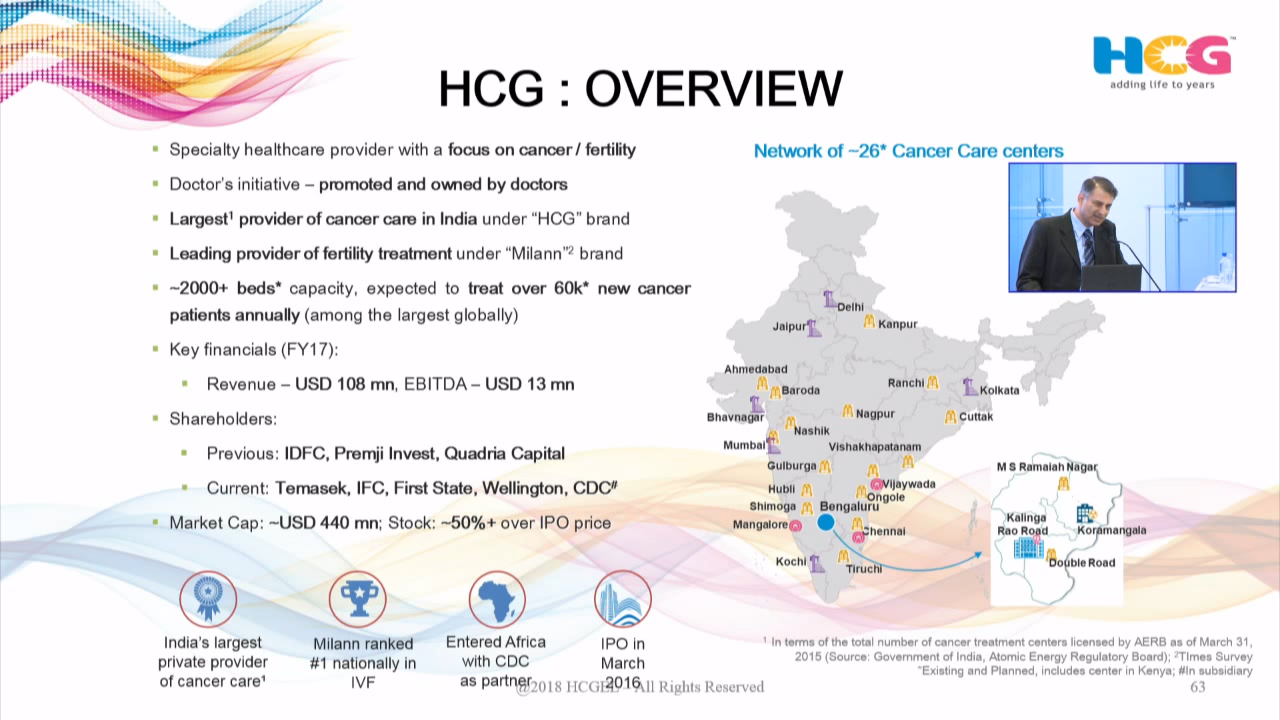 HCG
TM
adding life to years
HCG : OVERVIEW
Specialty healthcare provider with a focus on cancer / fertility
Doctor's initiative – promoted and owned by doctors
Largest¹ provider of cancer care in India under "HCG" brand
Leading provider of fertility treatment under "Milann"² brand
~2000+ beds* capacity, expected to treat over 60k* new cancer
patients annually (among the largest globally)
Key financials (FY17):
Revenue – USD 108 mn, EBITDA – USD 13 mn
Shareholders:
Previous: IDFC, Premji Invest, Quadria Capital
Current: Temasek, IFC, First State, Wellington, CDC#
Market Cap: ~USD 440 mn; Stock: ~50%+ over IPO price
India's largest
private provider
of cancer care¹
Milann ranked
#1 nationally in
IVF
Entered Africa
with CDC
as partner
IPO in
March
2016
Network of ~26* Cancer Care centers
Delhi
Jaipur
Kanpur
Ahmedabad
Baroda
Ranchi
Kolkata
Bhavnagar
Nagpur
Cuttak
Nashik
Mumbai
Vishakhapatanam
Gulburga
Vijaywada
Hubli
Ongole
Shimoga
Bengaluru
Mangalore
Chennai
Kochi
Tiruchi
M S Ramaiah Nagar
Kalinga
Rao Road
Koramangala
Double Road
¹ In terms of the total number of cancer treatment centers licensed by AERB as of March 31,
2015 (Source: Government of India, Atomic Energy Regulatory Board); ²TImes Survey
*Existing and Planned, includes center in Kenya; #In subsidiary
All Rights Reserved
63